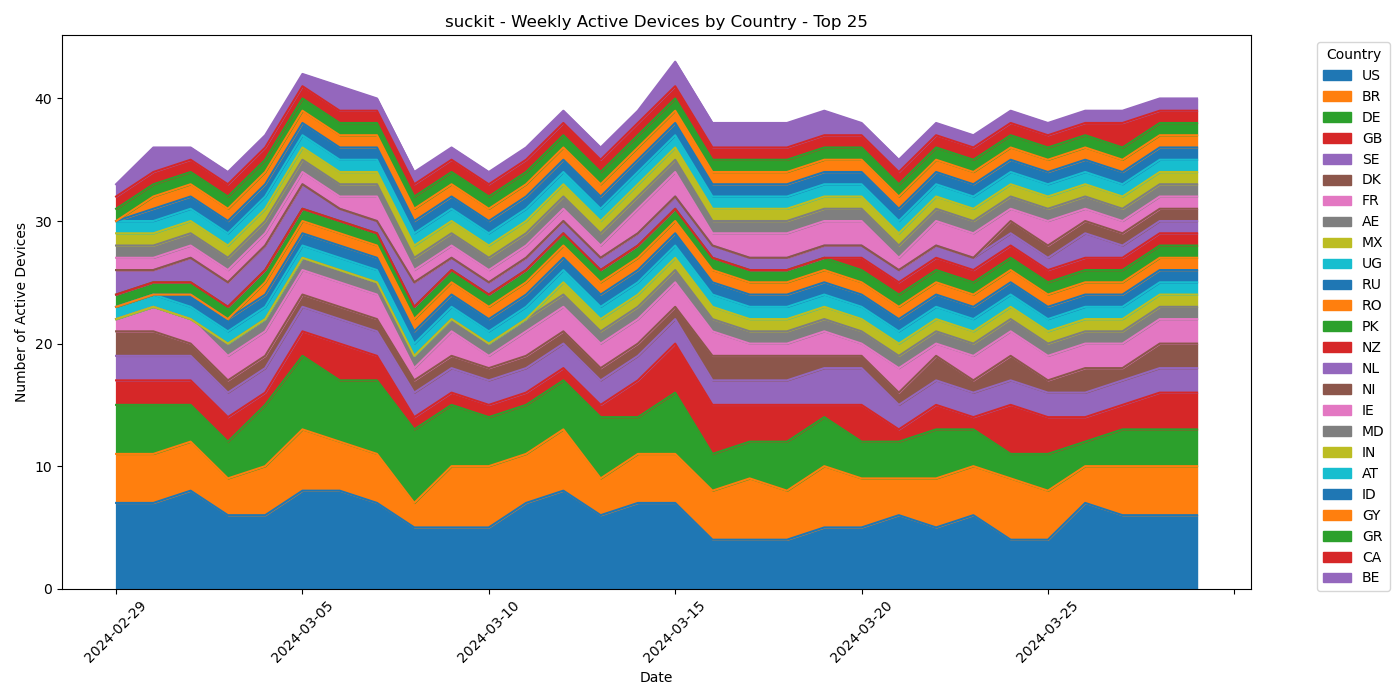 suckit - Weekly Active Devices by Country - Top 25
Number of Active Devices
40
30
20
10
0
2024-02-29
2024-03-05
2024-03-10
2024-03-15
2024-03-20
2024-03-25
Date
Country
US
BR
DE
GB
SE
DK
FR
AE
MX
UG
RU
RO
PK
NZ
NL
NI
IE
MD
IN
AT
ID
GY
GR
CA
BE